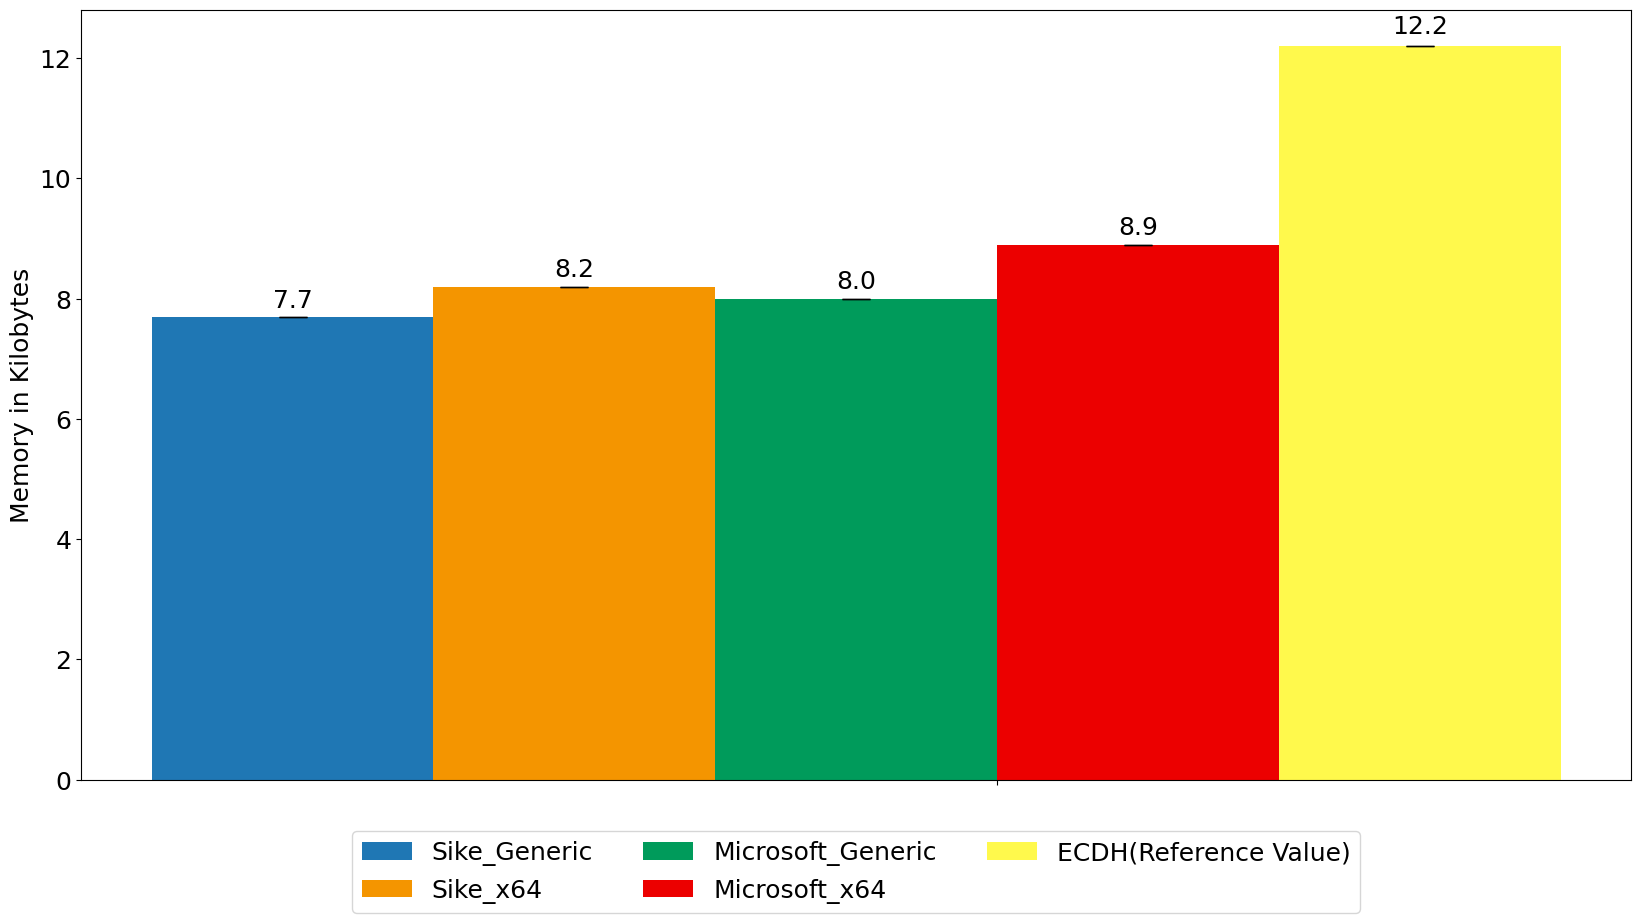 12.2
12
10
8.9
8.2
8.0
7.7
8
6
4
2
0
Memory in Kilobytes
Sike_Generic
Sike_x64
Microsoft_Generic
Microsoft_x64
ECDH(Reference Value)